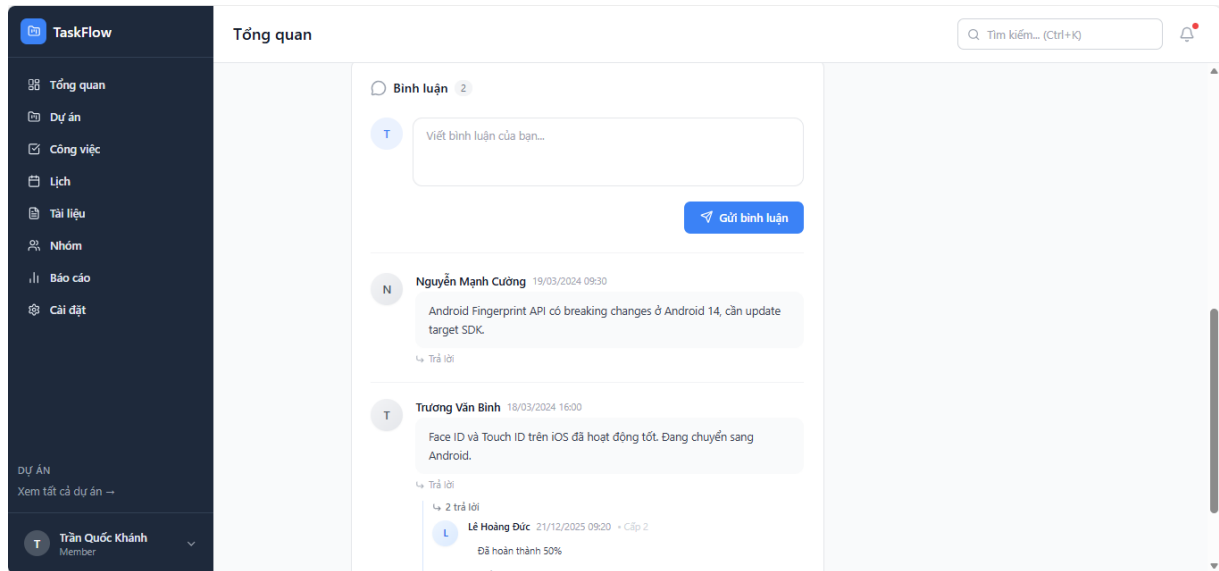 TaskFlow
Tổng quan
Tìm kiếm... (Ctrl+K)
Tổng quan
Dự án
Công việc
Lịch
Tài liệu
Nhóm
Báo cáo
Cài đặt
DỰ ÁN
Xem tất cả dự án →
T
Trần Quốc Khánh
Member
Bình luận 2
T
Viết bình luận của bạn...
Gửi bình luận
N
Nguyễn Mạnh Cường 19/03/2024 09:30
Android Fingerprint API có breaking changes ở Android 14, cần update
target SDK.
Trả lời
T
Trương Văn Bình 18/03/2024 16:00
Face ID và Touch ID trên iOS đã hoạt động tốt. Đang chuyển sang
Android.
Trả lời
2 trả lời
L
Lê Hoàng Đức 21/12/2025 09:20 • Cấp 2
Đã hoàn thành 50%